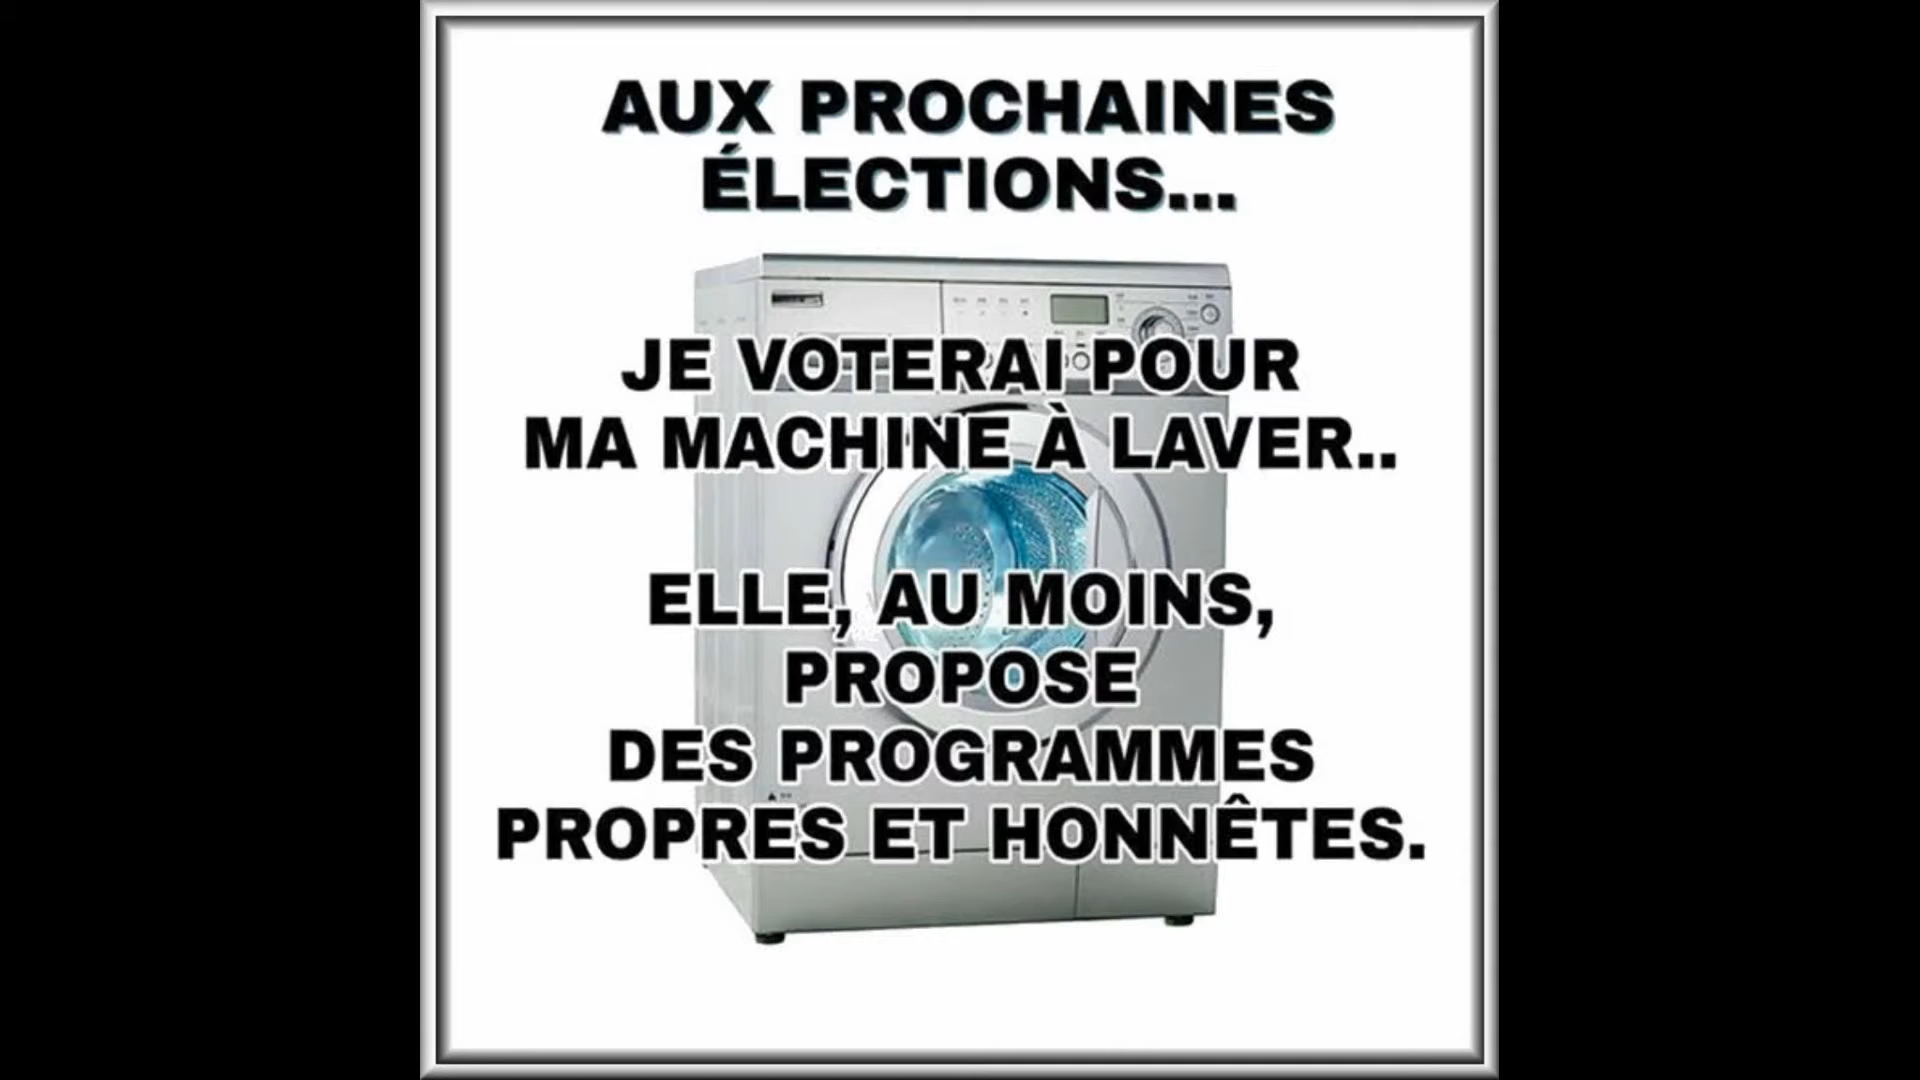 AUX PROCHAINES
ÉLECTIONS...
JE VOTERAI POUR
MA MACHINE À LAVER..
ELLE, AU MOINS,
PROPOSE
DES PROGRAMMES
PROPRES ET HONNÊTES.